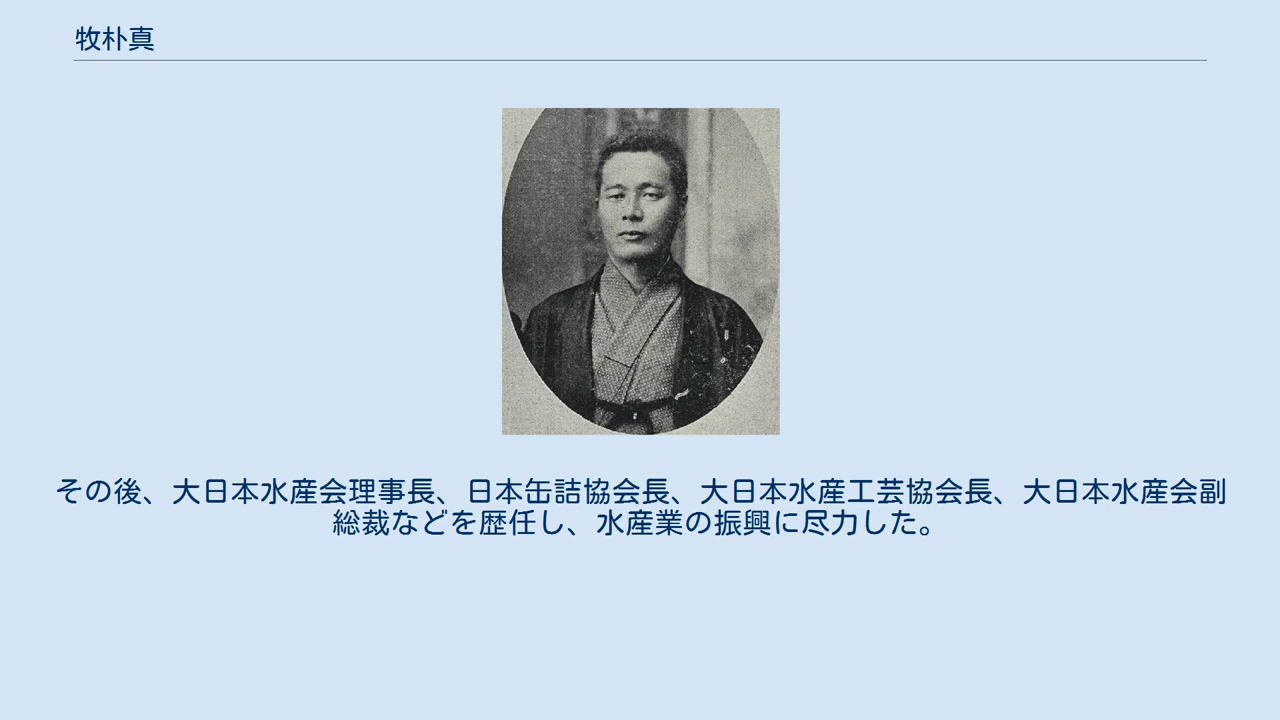 牧朴真
その後、大日本水産会理事長、日本缶詰協会長、大日本水産工芸協会長、大日本水産会副
総裁などを歴任し、水産業の振興に尽力した。